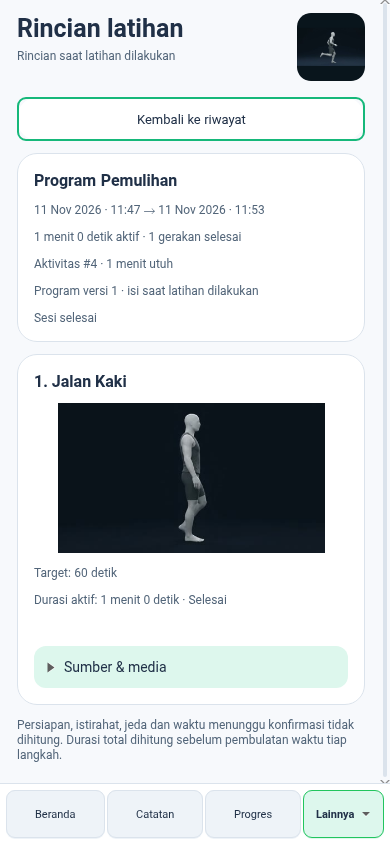 Rincian latihan
Rincian saat latihan dilakukan
Kembali ke riwayat
Program Pemulihan
11 Nov 2026 · 11:47 → 11 Nov 2026 · 11:53
1 menit 0 detik aktif · 1 gerakan selesai
Aktivitas #4 · 1 menit utuh
Program versi 1 · isi saat latihan dilakukan
Sesi selesai
1. Jalan Kaki
Target: 60 detik
Durasi aktif: 1 menit 0 detik · Selesai
Sumber & media
Persiapan, istirahat, jeda dan waktu menunggu konfirmasi tidak
dihitung. Durasi total dihitung sebelum pembulatan waktu tiap
langkah.
Beranda
Catatan
Progres
Lainnya